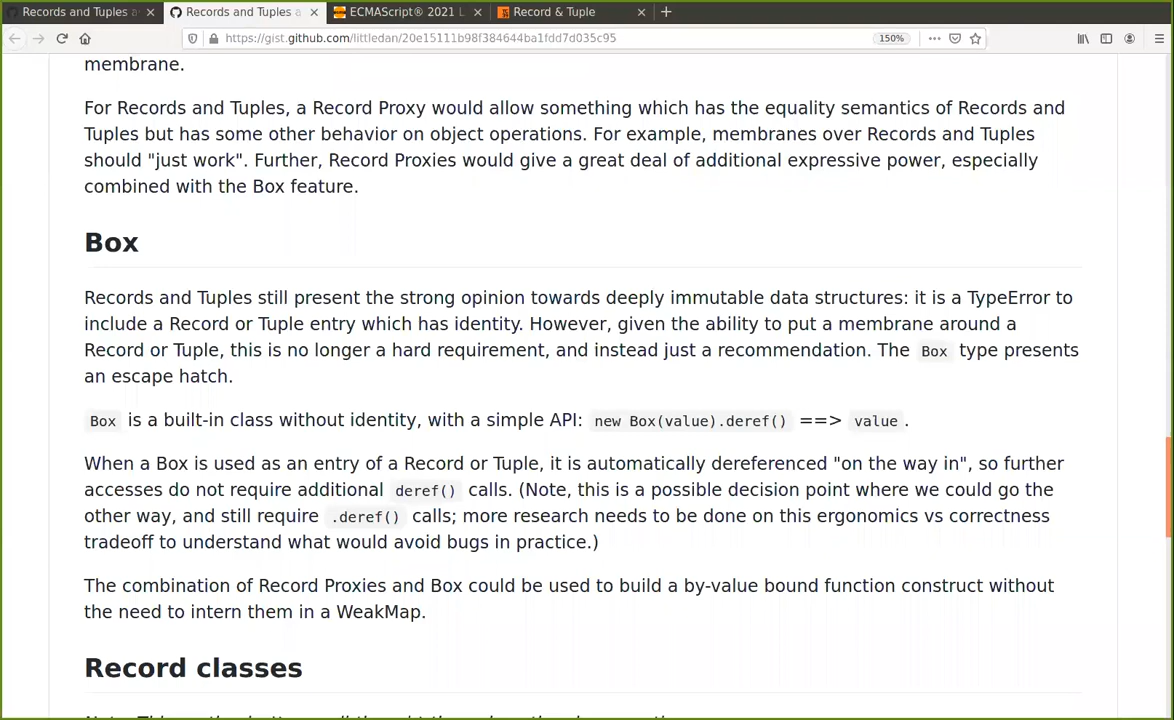 Records and Tuples a
Records and Tuples a
ECMAScript® 2021 L
Record & Tuple
https://gist.github.com/littledan/20e15111b98f384644ba1fdd7d035c95
150%
membrane.
For Records and Tuples, a Record Proxy would allow something which has the equality semantics of Records and
Tuples but has some other behavior on object operations. For example, membranes over Records and Tuples
should "just work". Further, Record Proxies would give a great deal of additional expressive power, especially
combined with the Box feature.
Box
Records and Tuples still present the strong opinion towards deeply immutable data structures: it is a TypeError to
include a Record or Tuple entry which has identity. However, given the ability to put a membrane around a
Record or Tuple, this is no longer a hard requirement, and instead just a recommendation. The Box type presents
an escape hatch.
Box is a built-in class without identity, with a simple API: new Box(value).deref() ==> value .
When a Box is used as an entry of a Record or Tuple, it is automatically dereferenced "on the way in", so further
accesses do not require additional deref() calls. (Note, this is a possible decision point where we could go the
other way, and still require .deref() calls; more research needs to be done on this ergonomics vs correctness
tradeoff to understand what would avoid bugs in practice.)
The combination of Record Proxies and Box could be used to build a by-value bound function construct without
the need to intern them in a WeakMap.
Record classes